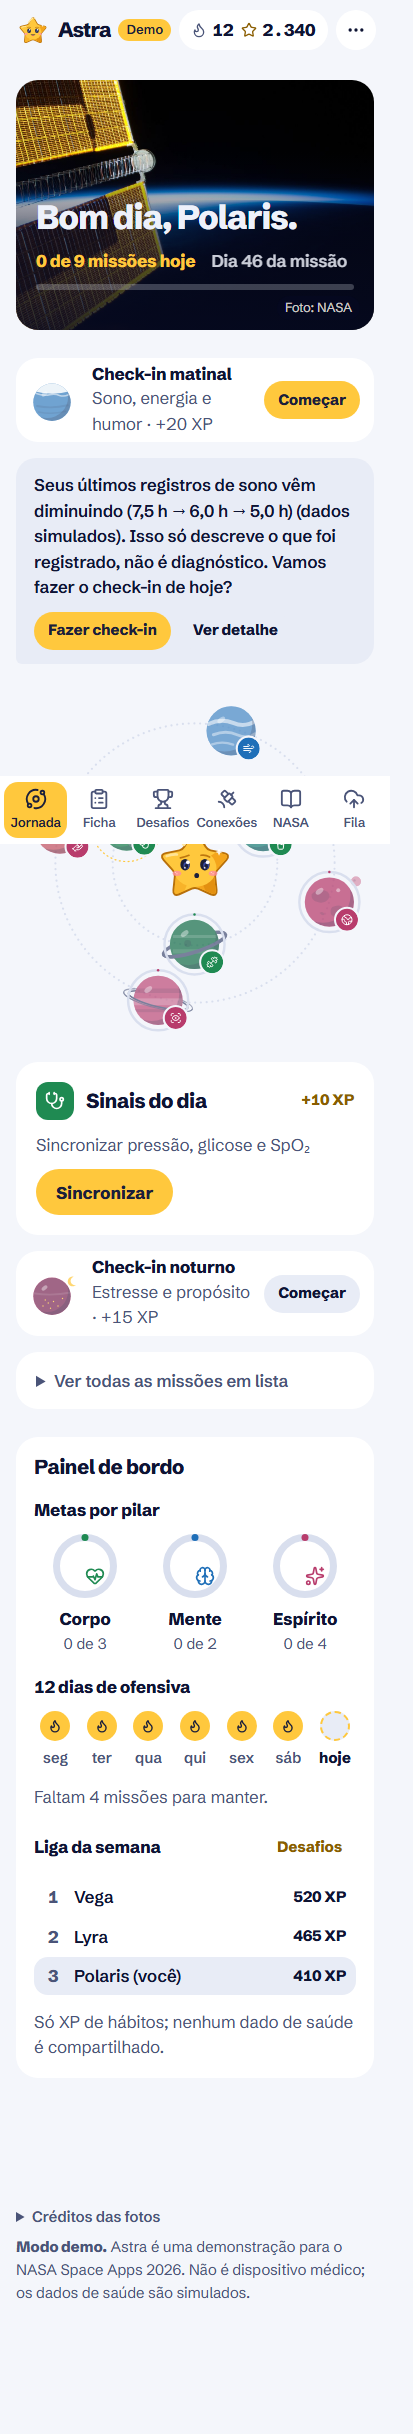 Astra Demo 12 2.340
Bom dia, Polaris.
0 de 9 missões hoje Dia 46 da missão
Foto: NASA
Check-in matinal
Sono, energia e
humor · +20 XP
Começar
Seus últimos registros de sono vêm
diminuindo (7,5 h → 6,0 h → 5,0 h) (dados
simulados). Isso só descreve o que foi
registrado, não é diagnóstico. Vamos
fazer o check-in de hoje?
Fazer check-in Ver detalhe
Jornada Ficha Desafios Conexões NASA Fila
Sinais do dia +10 XP
Sincronizar pressão, glicose e SpO₂
Sincronizar
Check-in noturno
Estresse e propósito
· +15 XP
Começar
Ver todas as missões em lista
Painel de bordo
Metas por pilar
Corpo Mente Espírito
0 de 3 0 de 2 0 de 4
12 dias de ofensiva
seg ter qua qui sex sáb hoje
Faltam 4 missões para manter.
Liga da semana Desafios
1 Vega 520 XP
2 Lyra 465 XP
3 Polaris (você) 410 XP
Só XP de hábitos; nenhum dado de saúde
é compartilhado.
Créditos das fotos
Modo demo. Astra é uma demonstração para o
NASA Space Apps 2026. Não é dispositivo médico;
os dados de saúde são simulados.